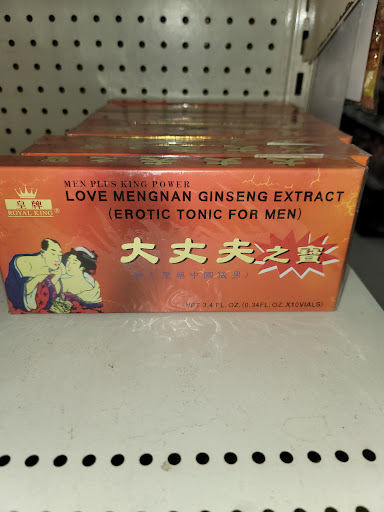 MEN PLUS KING POWER
LOVE MENGNAN GINSENG EXTRACT
(EROTIC TONIC FOR MEN)
皇牌
ROYAL KING®
大丈夫之寶
NET 3.4 FL. OZ. (0.34FL. OZ. X10VIALS)